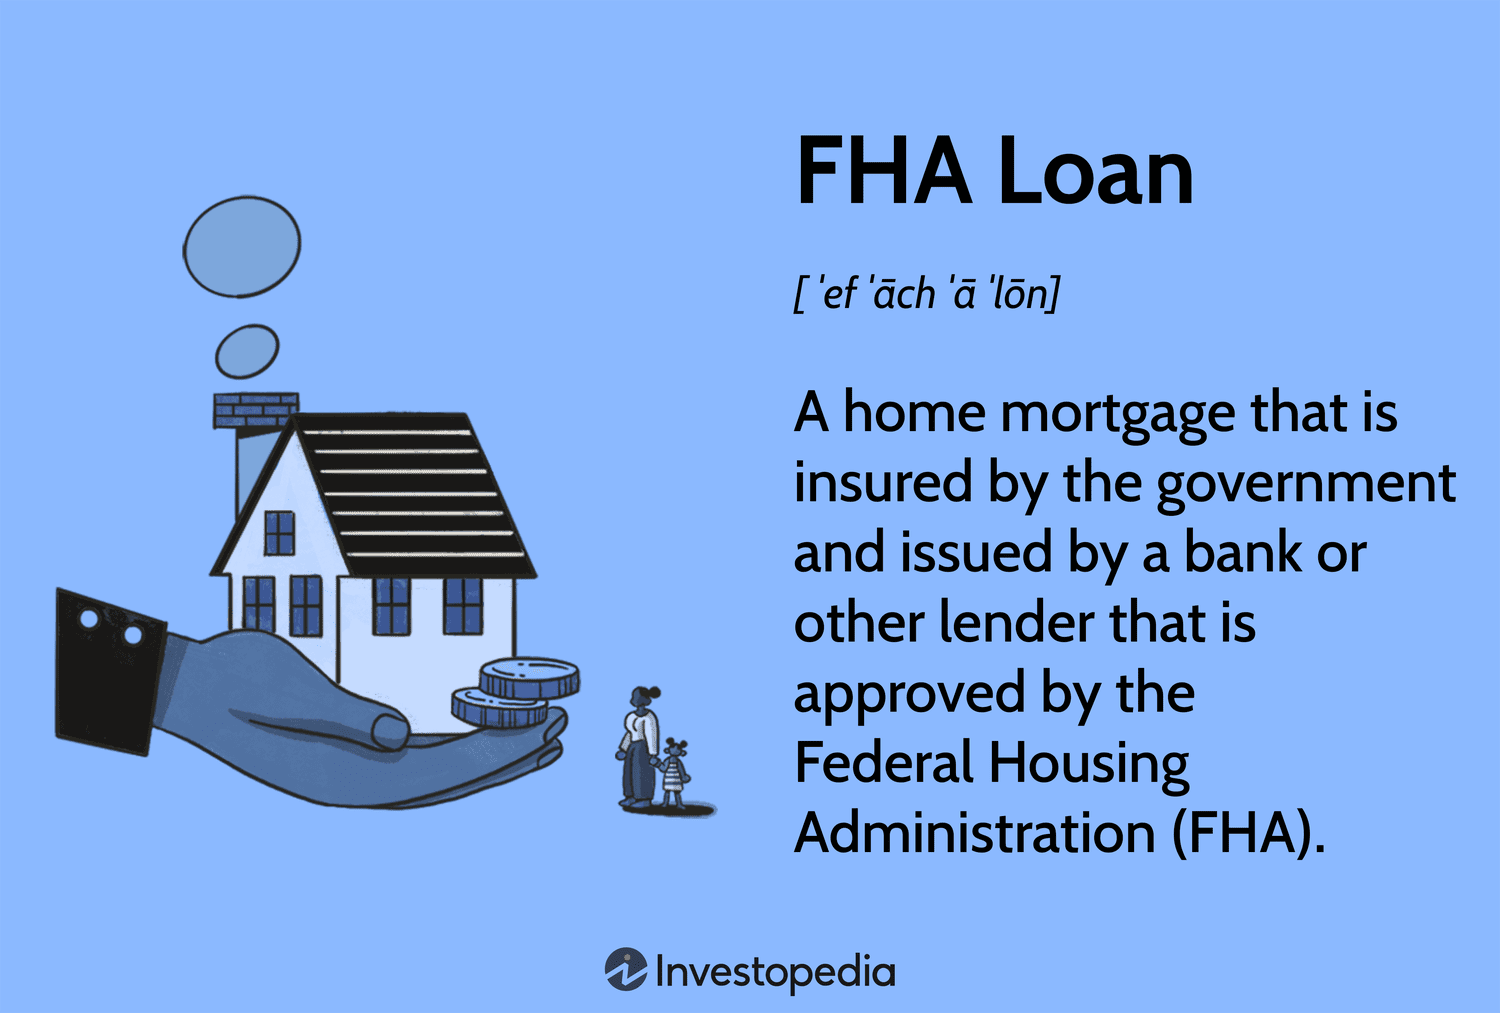 FHA Loan
[ ˈef ˈāch ˈā ˈlōn]
A home mortgage that is
insured by the government
and issued by a bank or
other lender that is
approved by the
Federal Housing
Administration (FHA).
Investopedia